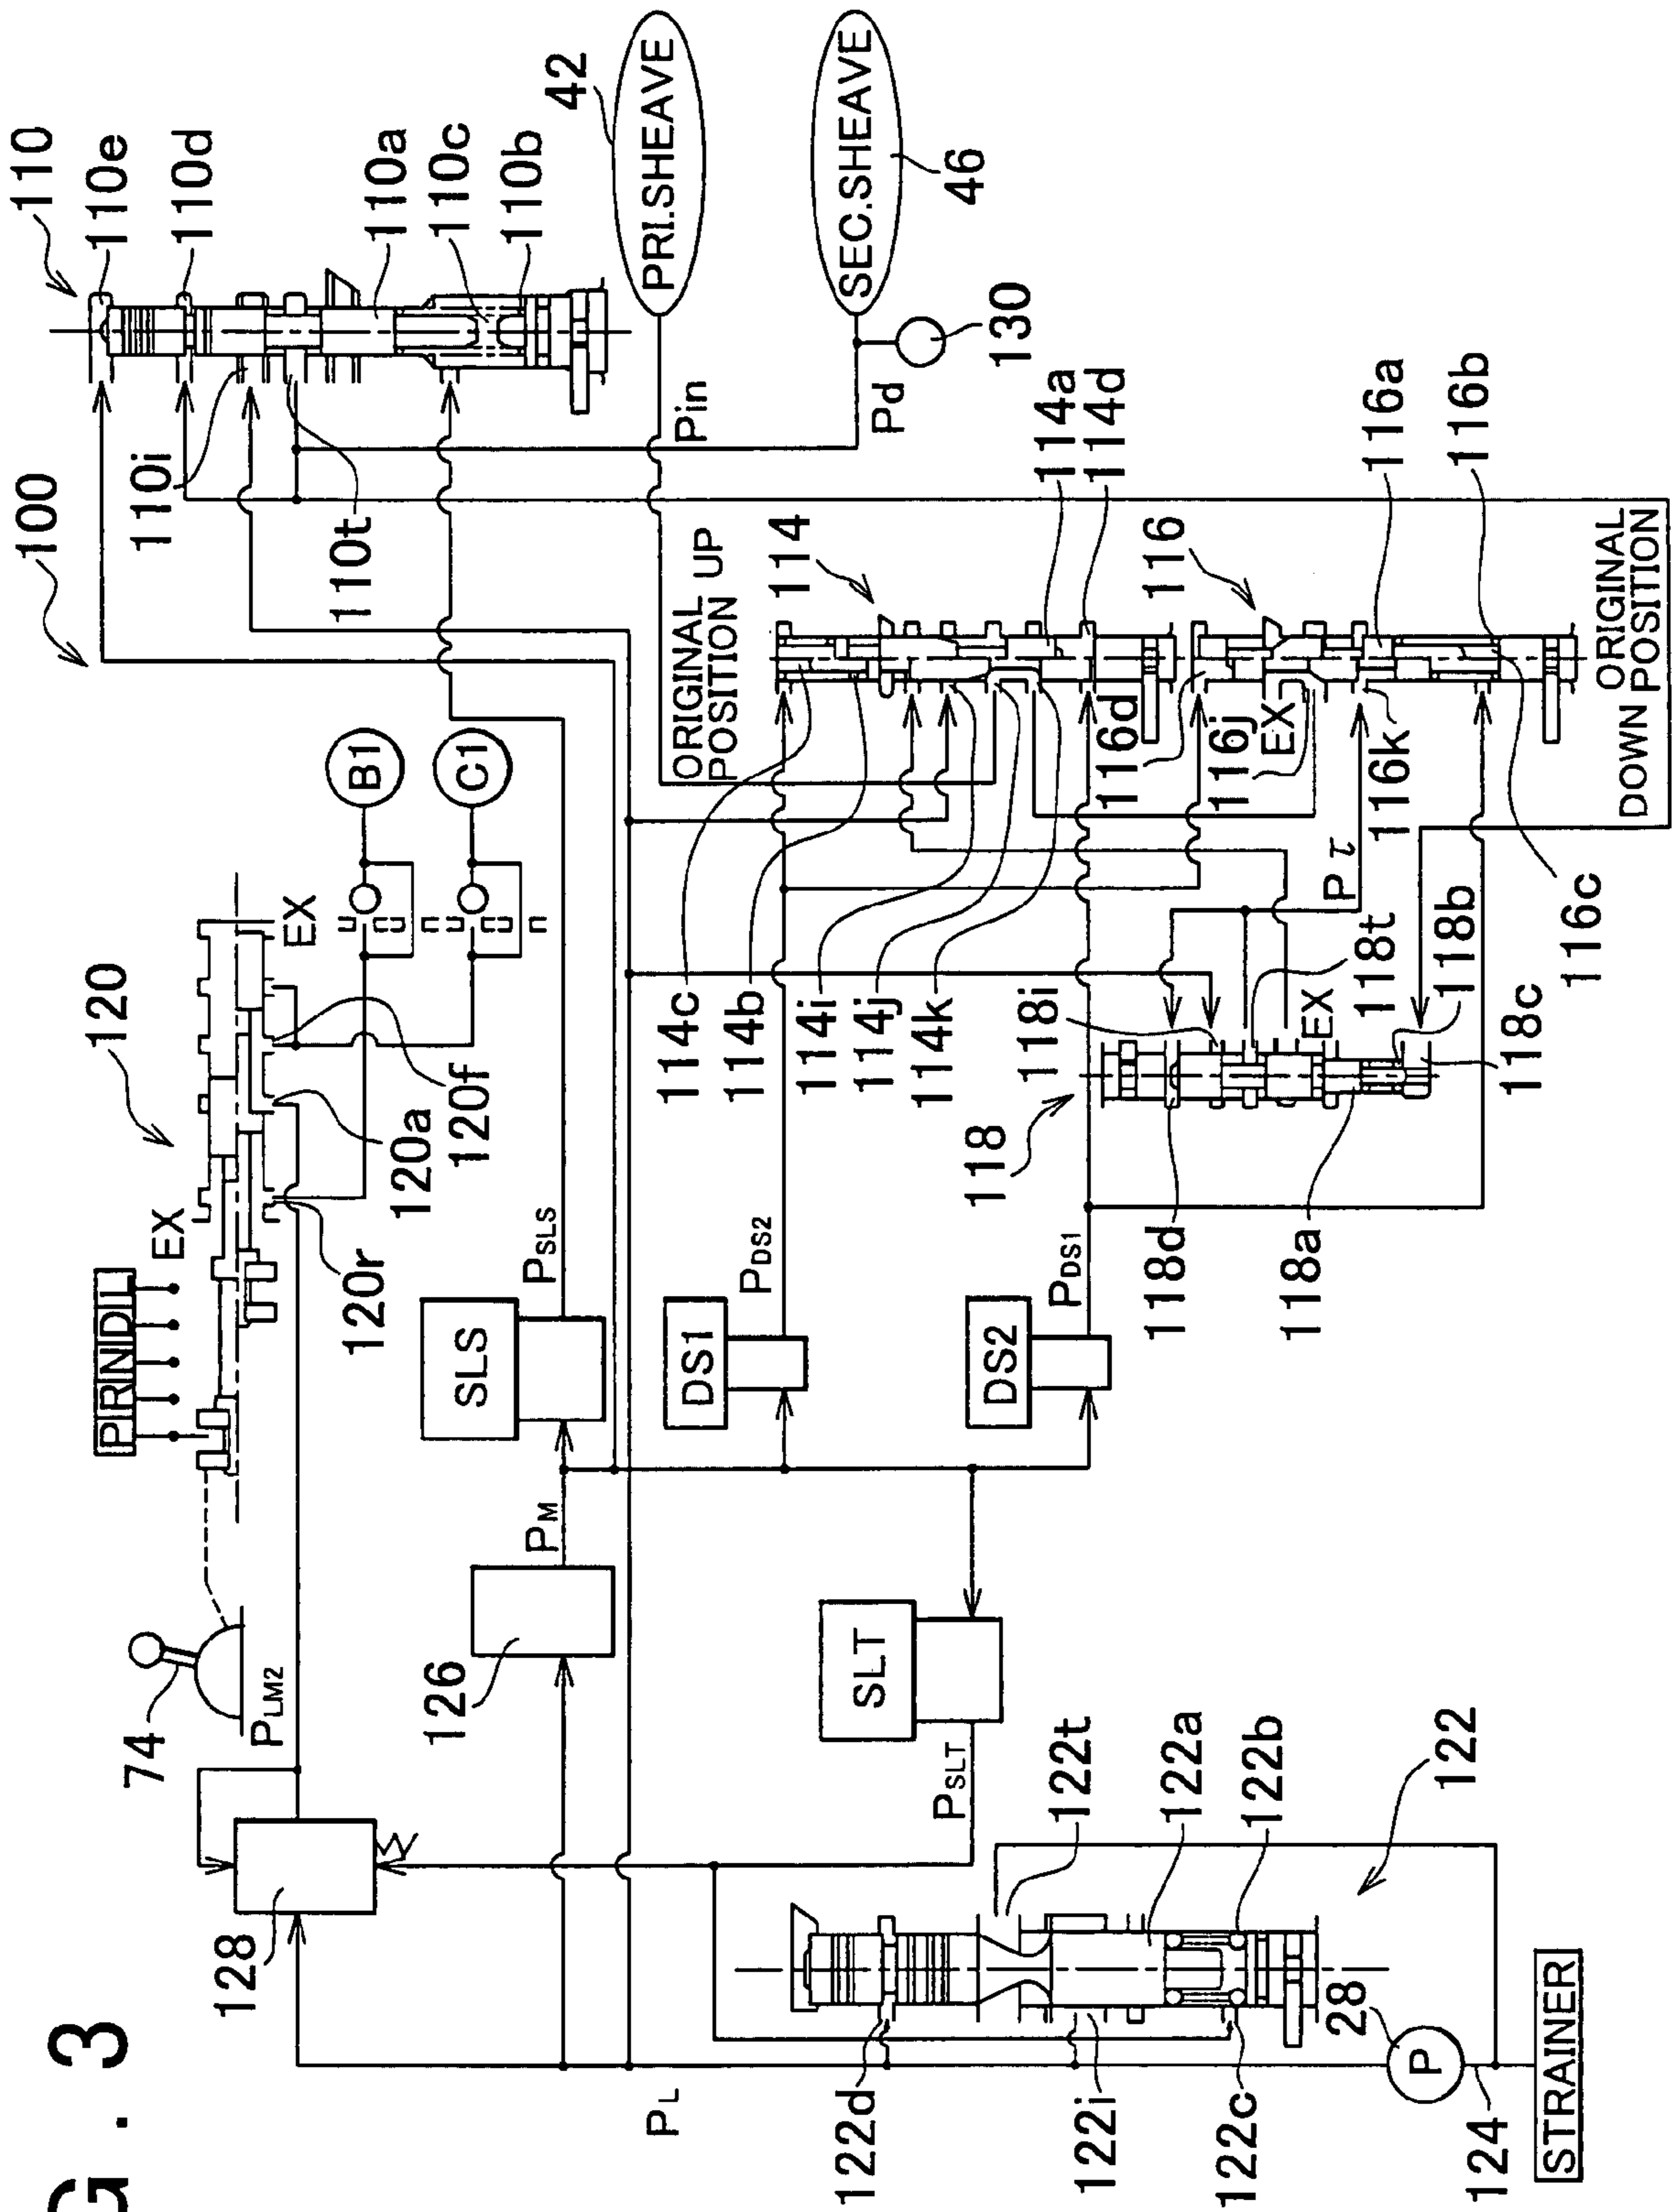 G. 3
100
110
110e
110d
110a
110c
110b
110i
110t
42
PRI.SHEAVE
SEC.SHEAVE
46
130
Pin
Pd
120
EX
EX
120a
120f
120r
B1
C1
P R N D L
74
PLM2
128
126
PM
SLS
PSLS
DS1
PDS2
DS2
PDS1
SLT
PSLT
ORIGINAL
POSITION UP
114
114a
114d
114c
114b
114i
114j
114k
116
116a
116b
116d
116j
EX
116k
116c
Pτ
ORIGINAL
DOWN POSITION
118
118i
118t
EX
118b
118c
118d
118a
122
122t
122a
122b
122d
122i
122c
PL
28
P
124
STRAINER